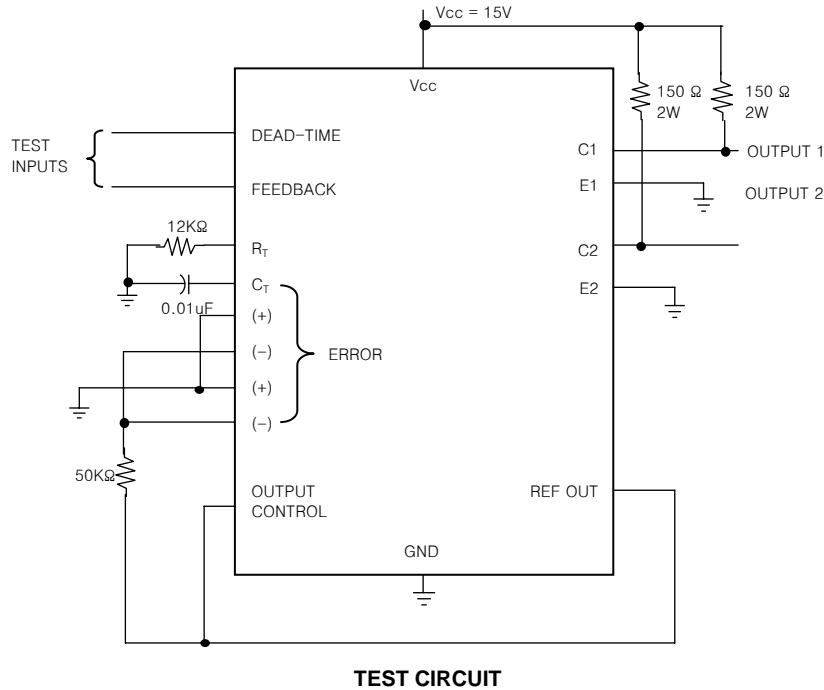 Vcc = 15V
Vcc
150 Ω
2W
150 Ω
2W
TEST
INPUTS
DEAD-TIME
FEEDBACK
C1
OUTPUT 1
E1
OUTPUT 2
12KΩ
RT
C2
CT
0.01uF
E2
(+)
(-)
ERROR
(+)
(-)
50KΩ
OUTPUT
CONTROL
REF OUT
GND
TEST CIRCUIT